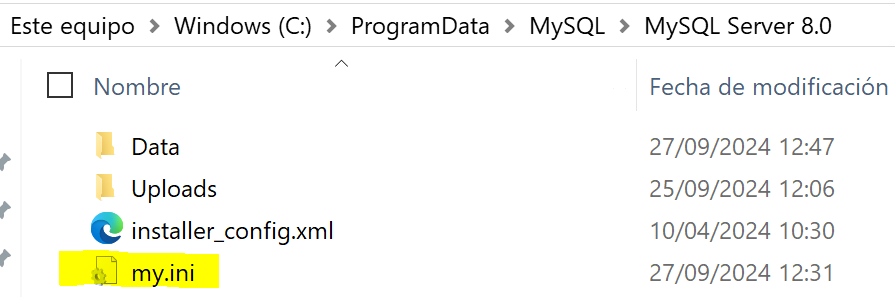 Este equipo > Windows (C:) > ProgramData > MySQL > MySQL Server 8.0
Nombre Fecha de modificación
Data 27/09/2024 12:47
Uploads 25/09/2024 12:06
installer_config.xml 10/04/2024 10:30
my.ini 27/09/2024 12:31